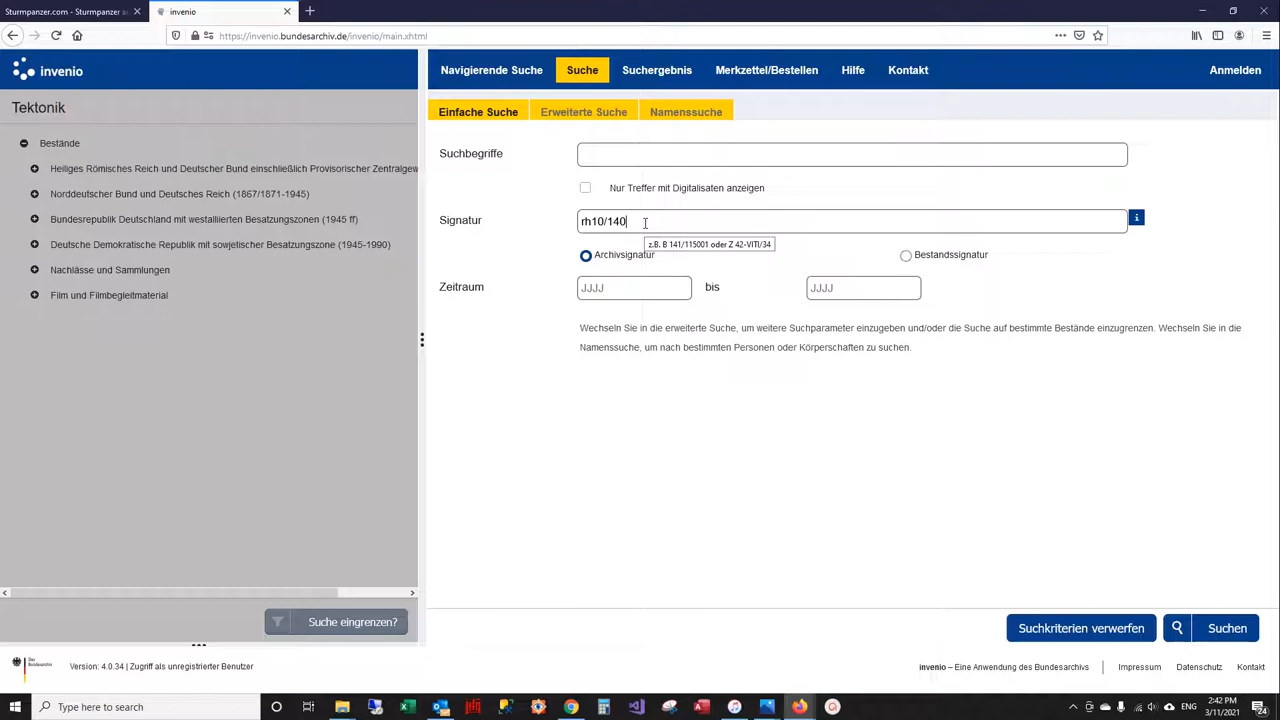 Sturmpanzer.com - Sturmpanzer a
invenio
https://invenio.bundesarchiv.de/invenio/main.xhtml
invenio
Navigierende Suche
Suche
Suchergebnis
Merkzettel/Bestellen
Hilfe
Kontakt
Anmelden
Tektonik
Einfache Suche
Erweiterte Suche
Namenssuche
Bestände
Heiliges Römisches Reich und Deutscher Bund einschließlich Provisorischer Zentralgew
Norddeutscher Bund und Deutsches Reich (1867/1871-1945)
Bundesrepublik Deutschland mit westalliierten Besatzungszonen (1945 ff)
Deutsche Demokratische Republik mit sowjetischer Besatzungszone (1945-1990)
Nachlässe und Sammlungen
Film und Filmbegleitmaterial
Suchbegriffe
Nur Treffer mit Digitalisaten anzeigen
Signatur
rh10/140
i
z.B. B 141/115001 oder Z 42-VIT/I/34
Archivsignatur
Bestandssignatur
Zeitraum
JJJJ
bis
JJJJ
Wechseln Sie in die erweiterte Suche, um weitere Suchparameter einzugeben und/oder die Suche auf bestimmte Bestände einzugrenzen. Wechseln Sie in die
Namenssuche, um nach bestimmten Personen oder Körperschaften zu suchen.
Suche eingrenzen?
Suchkriterien verwerfen
Suchen
Das
Bundesarchiv
Version: 4.0.34 | Zugriff als unregistrierter Benutzer
invenio – Eine Anwendung des Bundesarchivs
Impressum
Datenschutz
Kontakt
Type here to search
ENG
2:42 PM
3/11/2021
24